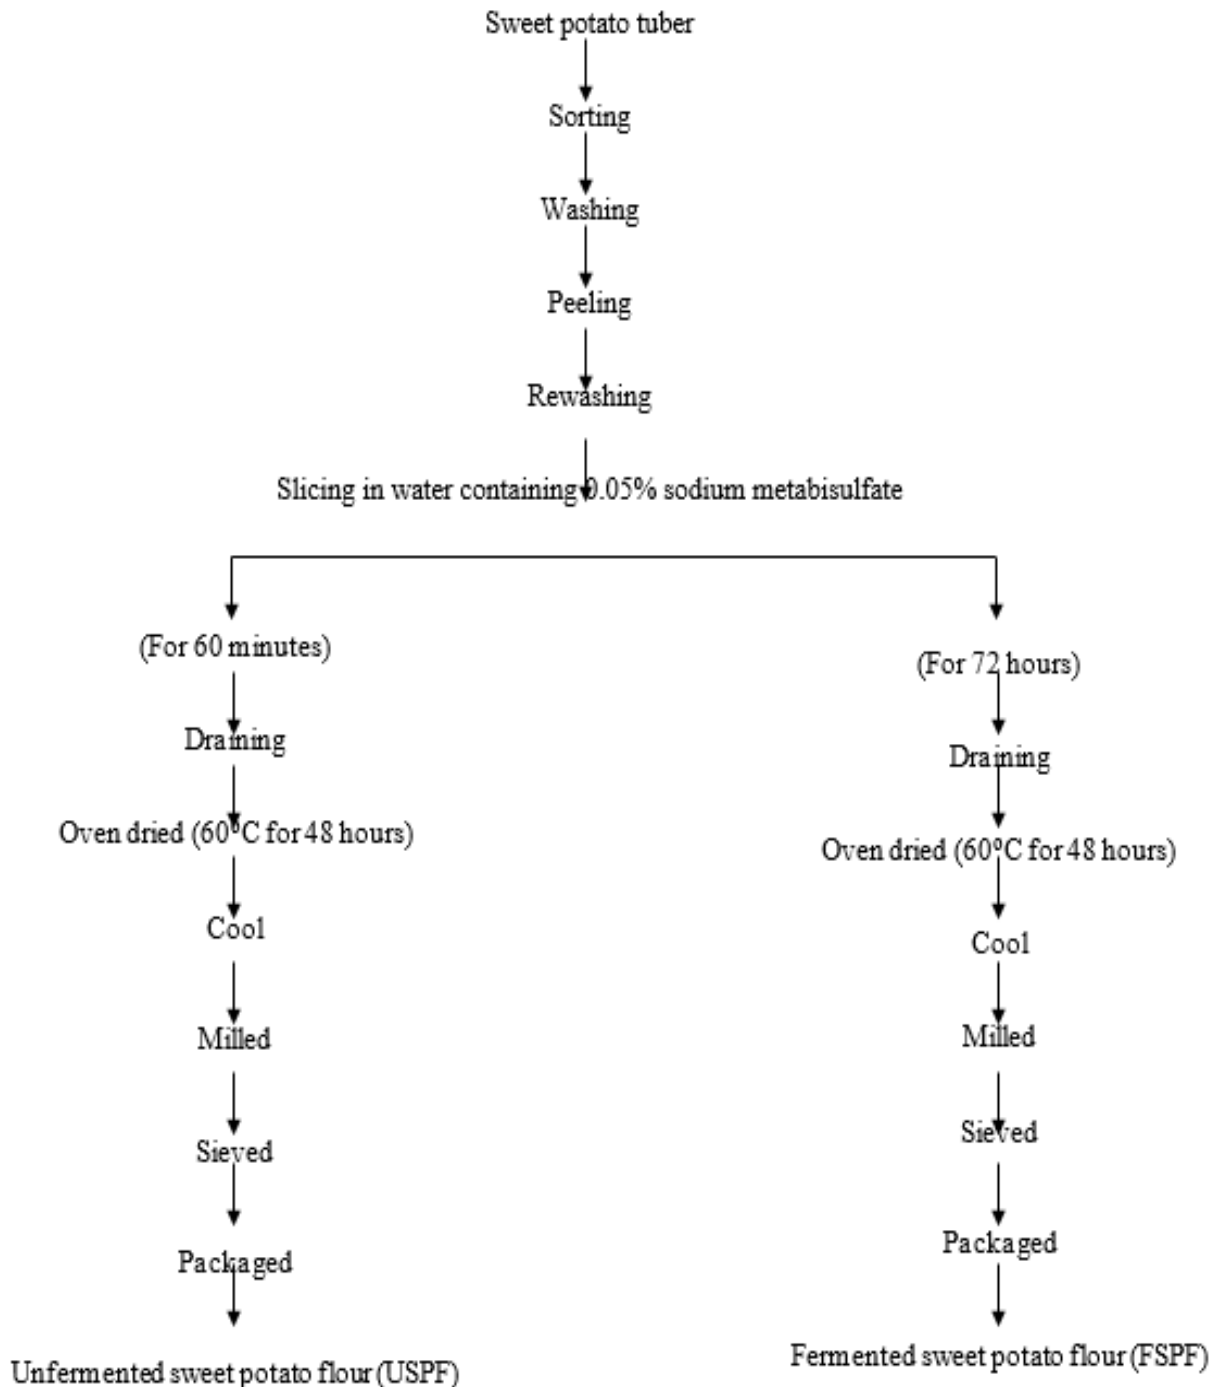 Sweet potato tuber
Sorting
Washing
Peeling
Rewashing
Slicing in water containing 0.05% sodium metabisulfate
(For 60 minutes)
Draining
Oven dried (60⁰C for 48 hours)
Cool
Milled
Sieved
Packaged
Unfermented sweet potato flour (USPF)
(For 72 hours)
Draining
Oven dried (60⁰C for 48 hours)
Cool
Milled
Sieved
Packaged
Fermented sweet potato flour (FSPF)